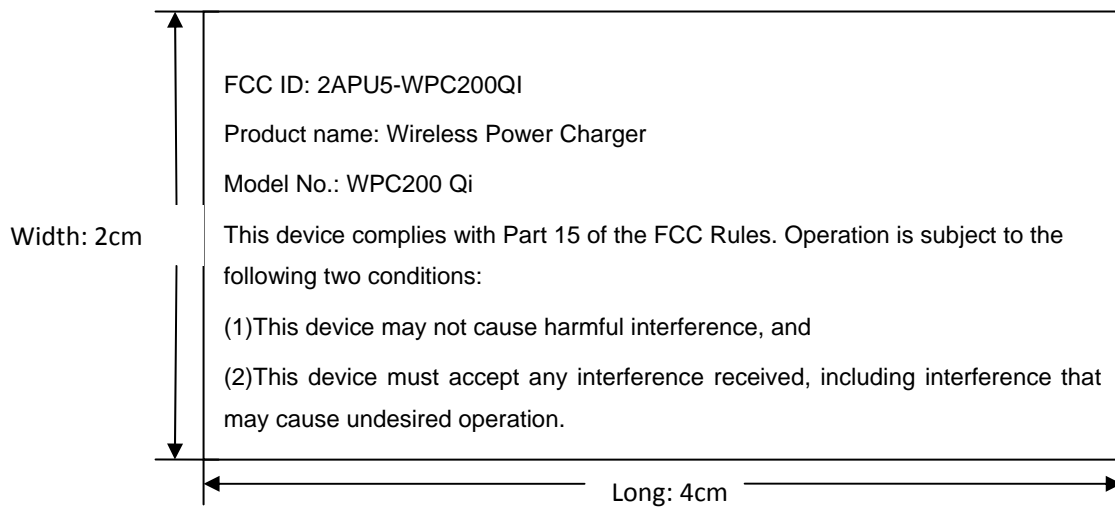 FCC ID: 2APU5-WPC200QI
Product name: Wireless Power Charger
Model No.: WPC200 Qi
Width: 2cm
This device complies with Part 15 of the FCC Rules. Operation is subject to the
following two conditions:
(1)This device may not cause harmful interference, and
(2)This device must accept any interference received, including interference that
may cause undesired operation.
Long: 4cm